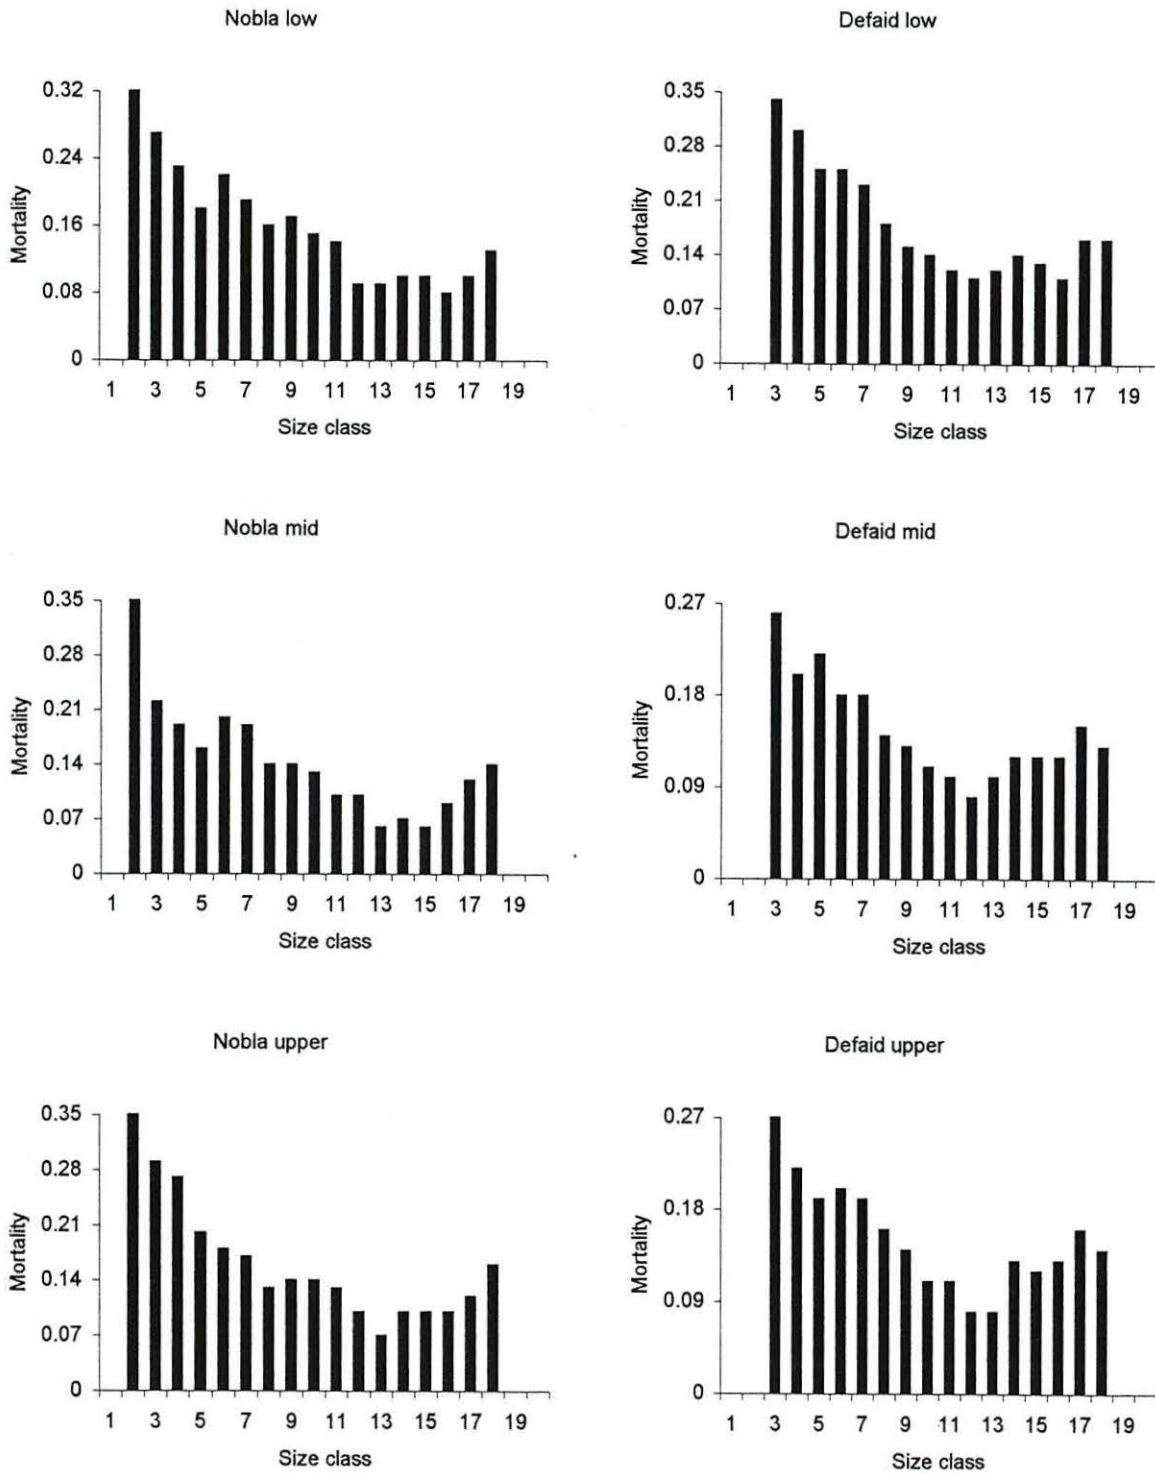 Nobla low
0.32
0.24
0.16
0.08
0
Mortality
1 3 5 7 9 11 13 15 17 19
Size class
Defaid low
0.35
0.28
0.21
0.14
0.07
0
Mortality
1 3 5 7 9 11 13 15 17 19
Size class
Nobla mid
0.35
0.28
0.21
0.14
0.07
0
Mortality
1 3 5 7 9 11 13 15 17 19
Size class
Defaid mid
0.27
0.18
0.09
0
Mortality
1 3 5 7 9 11 13 15 17 19
Size class
Nobla upper
0.35
0.28
0.21
0.14
0.07
0
Mortality
1 3 5 7 9 11 13 15 17 19
Size class
Defaid upper
0.27
0.18
0.09
0
Mortality
1 3 5 7 9 11 13 15 17 19
Size class